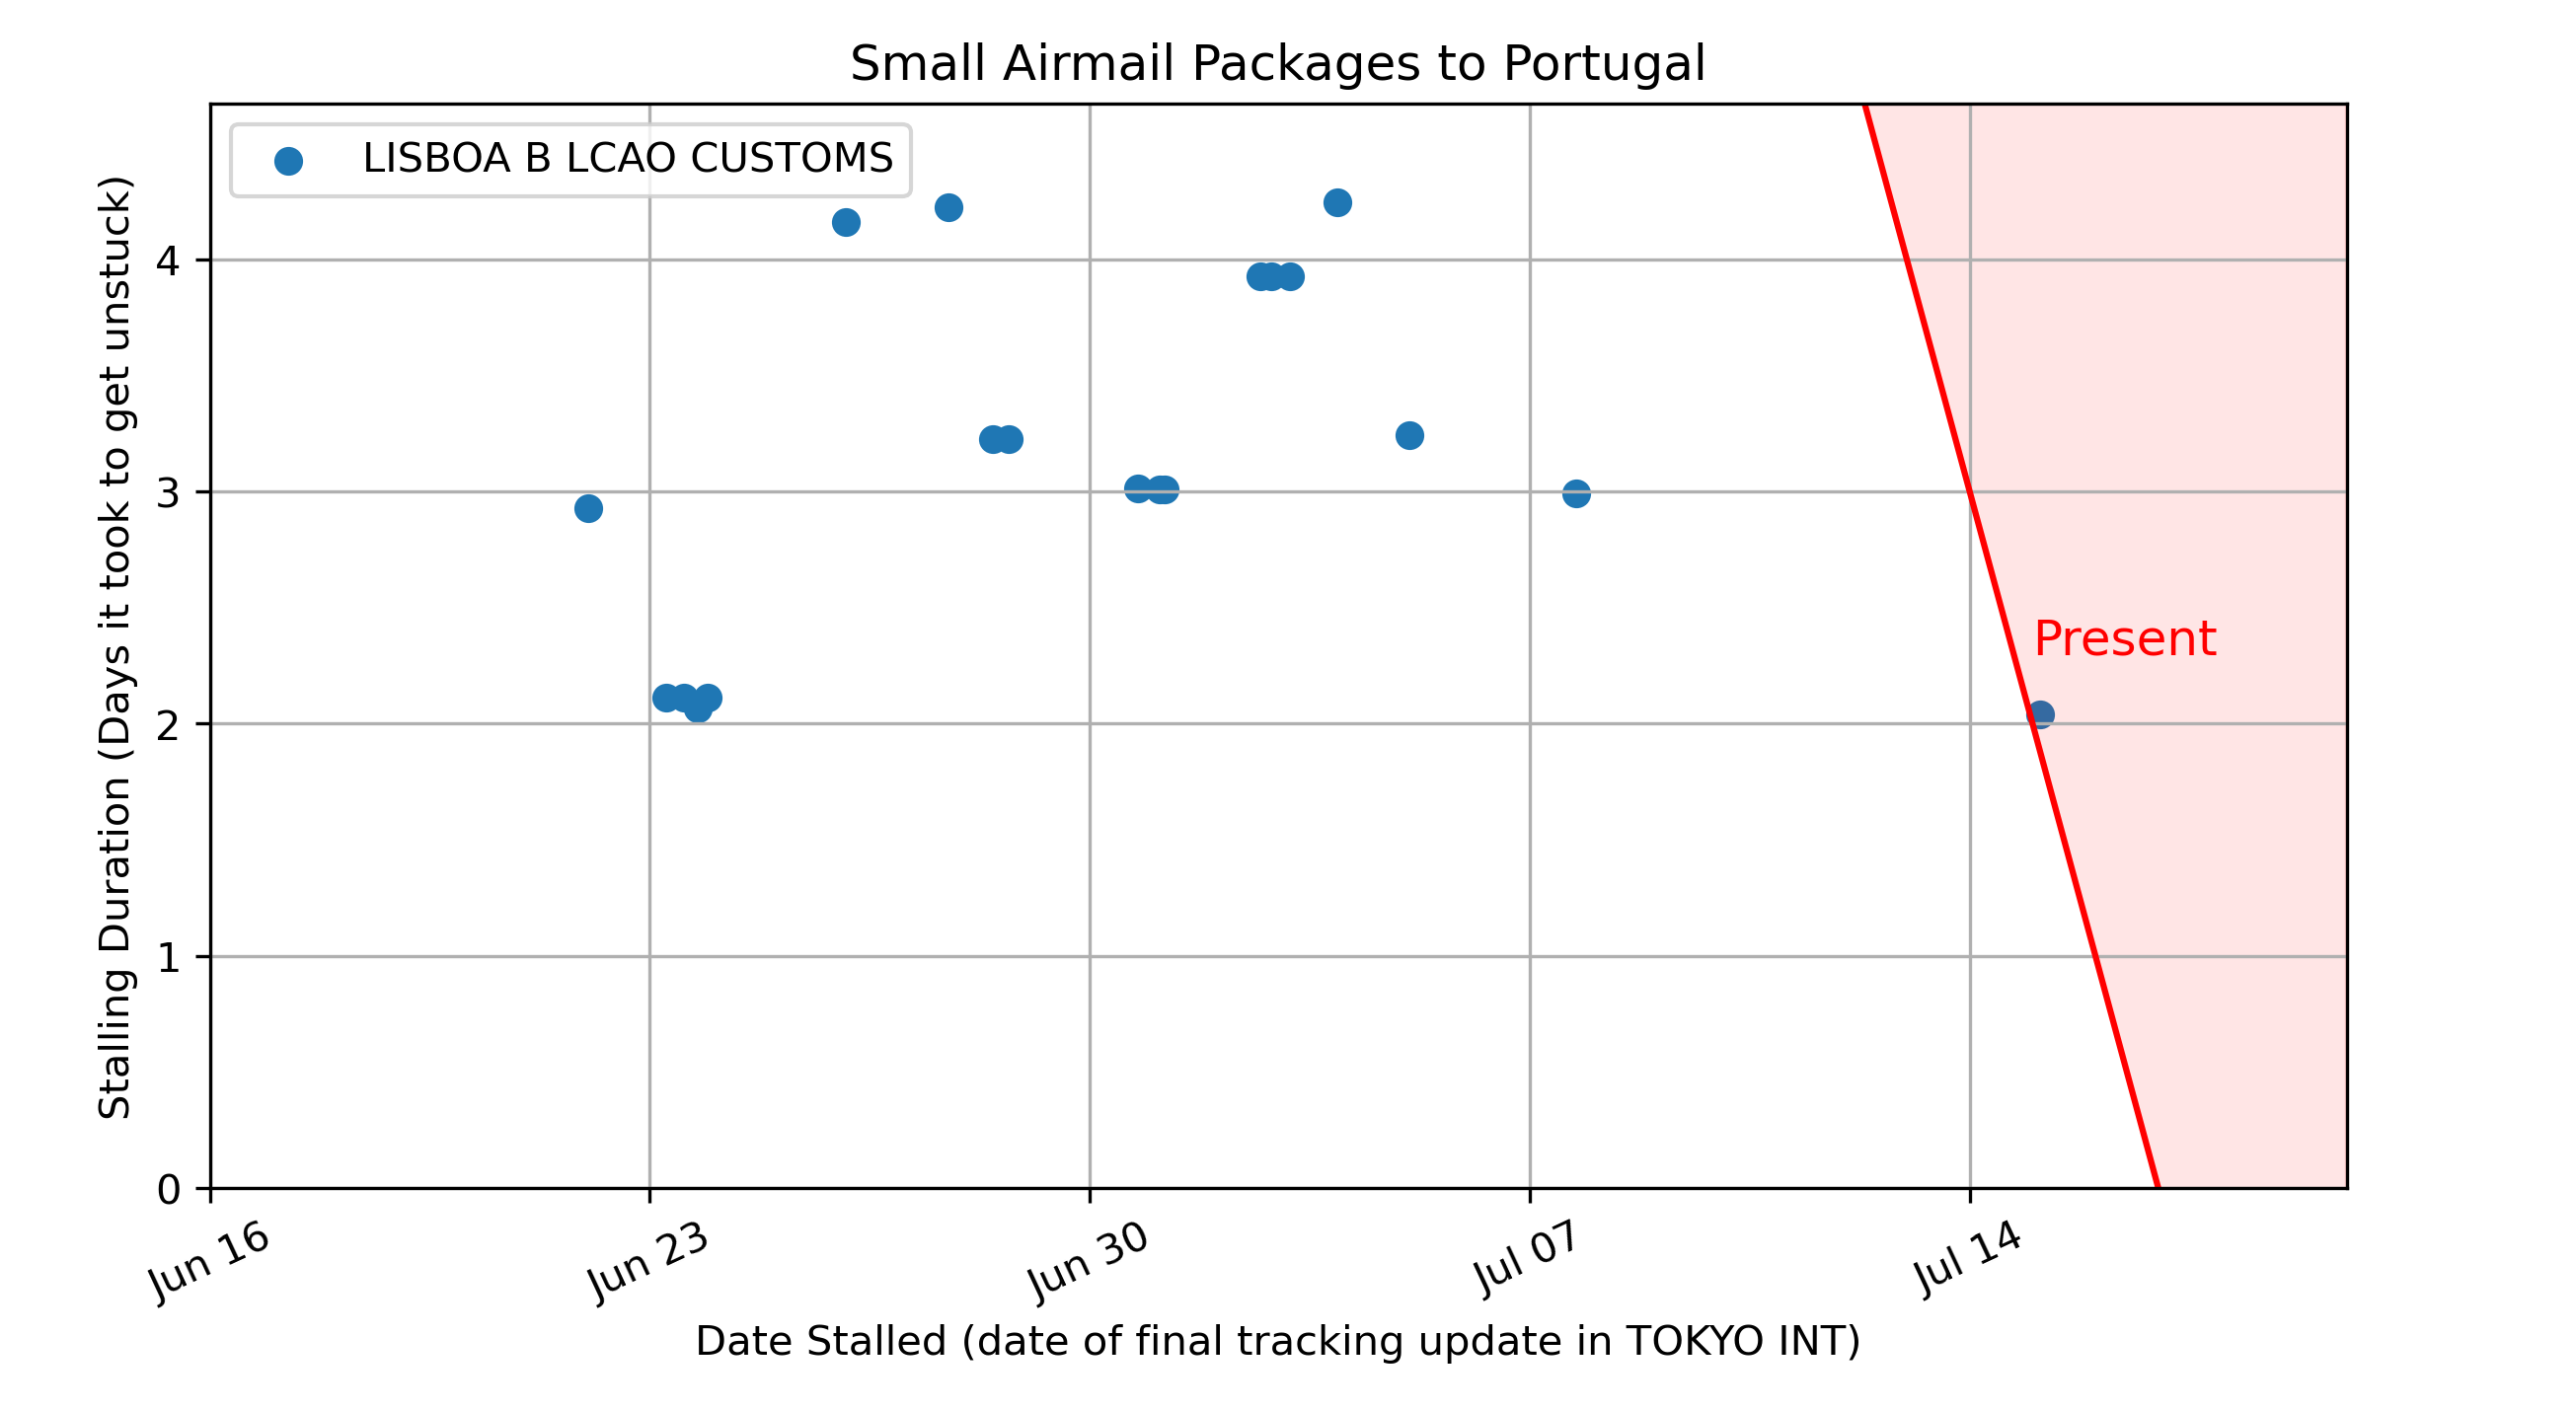 Small Airmail Packages to Portugal
LISBOA B LCAO CUSTOMS
Stalling Duration (Days it took to get unstuck)
4
3
2
1
0
Present
Jun 16
Jun 23
Jun 30
Jul 07
Jul 14
Date Stalled (date of final tracking update in TOKYO INT)